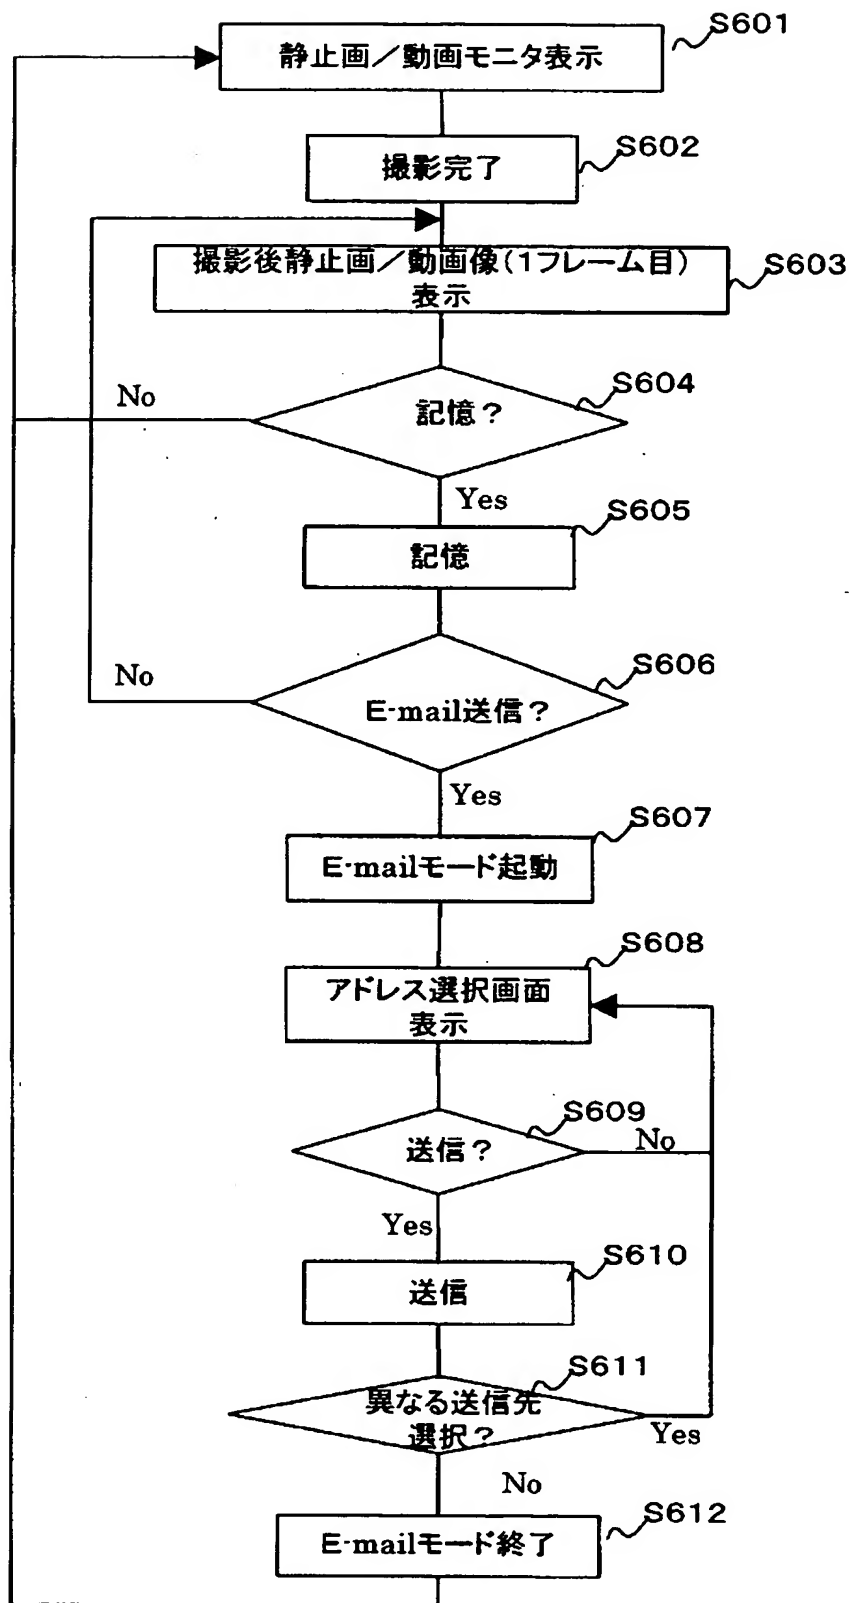 S601
静止画／動画モニタ表示
S602
撮影完了
S603
撮影後静止画／動画像(1フレーム目)
表示
S604
記憶？
No
Yes
S605
記憶
S606
E-mail送信？
No
Yes
S607
E-mailモード起動
S608
アドレス選択画面
表示
S609
送信？
No
Yes
S610
送信
S611
異なる送信先
選択？
Yes
No
S612
E-mailモード終了